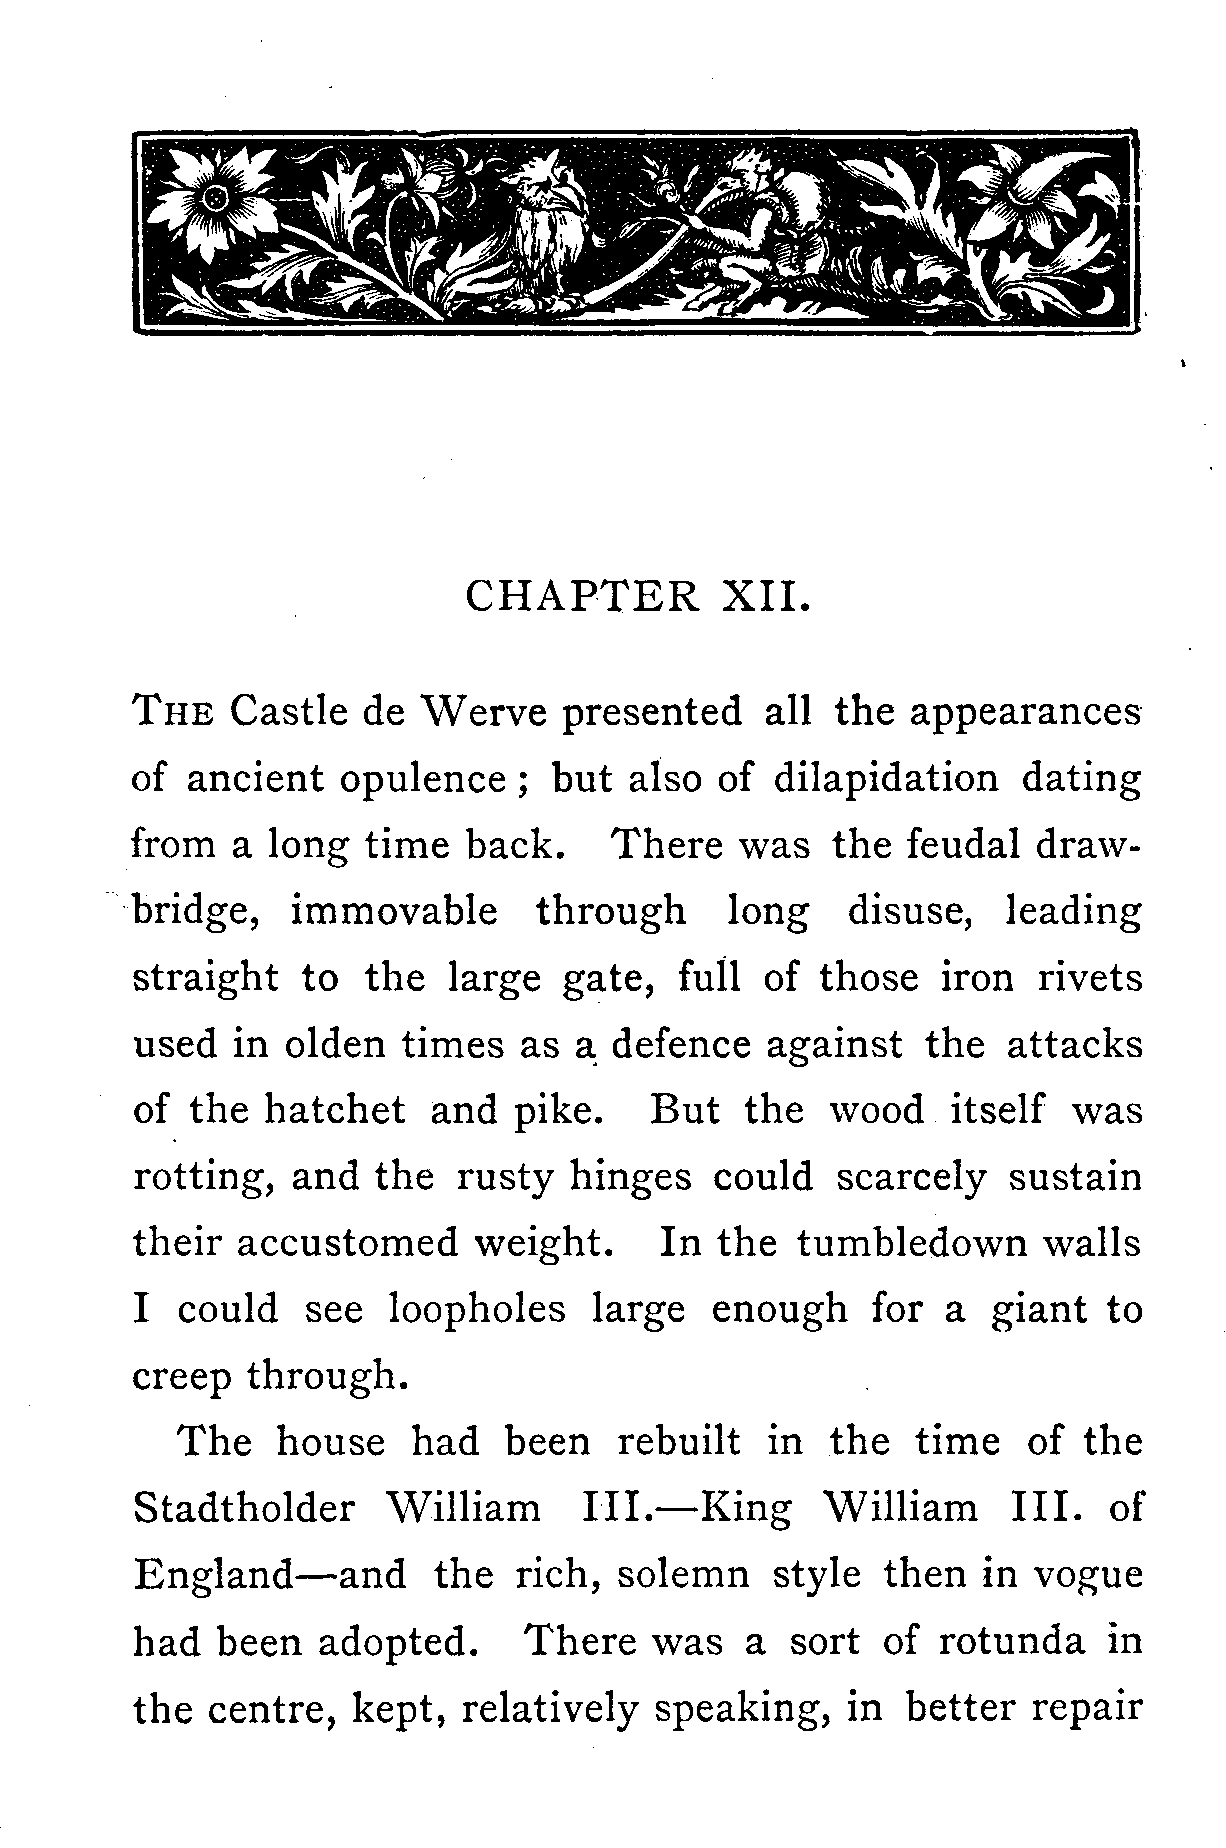 CHAPTER XII.
THE Castle de Werve presented all the appearances
of ancient opulence ; but also of dilapidation dating
from a long time back. There was the feudal draw-
bridge, immovable through long disuse, leading
straight to the large gate, full of those iron rivets
used in olden times as a defence against the attacks
of the hatchet and pike. But the wood itself was
rotting, and the rusty hinges could scarcely sustain
their accustomed weight. In the tumbledown walls
I could see loopholes large enough for a giant to
creep through.
The house had been rebuilt in the time of the
Stadtholder William III.—King William III. of
England—and the rich, solemn style then in vogue
had been adopted. There was a sort of rotunda in
the centre, kept, relatively speaking, in better repair